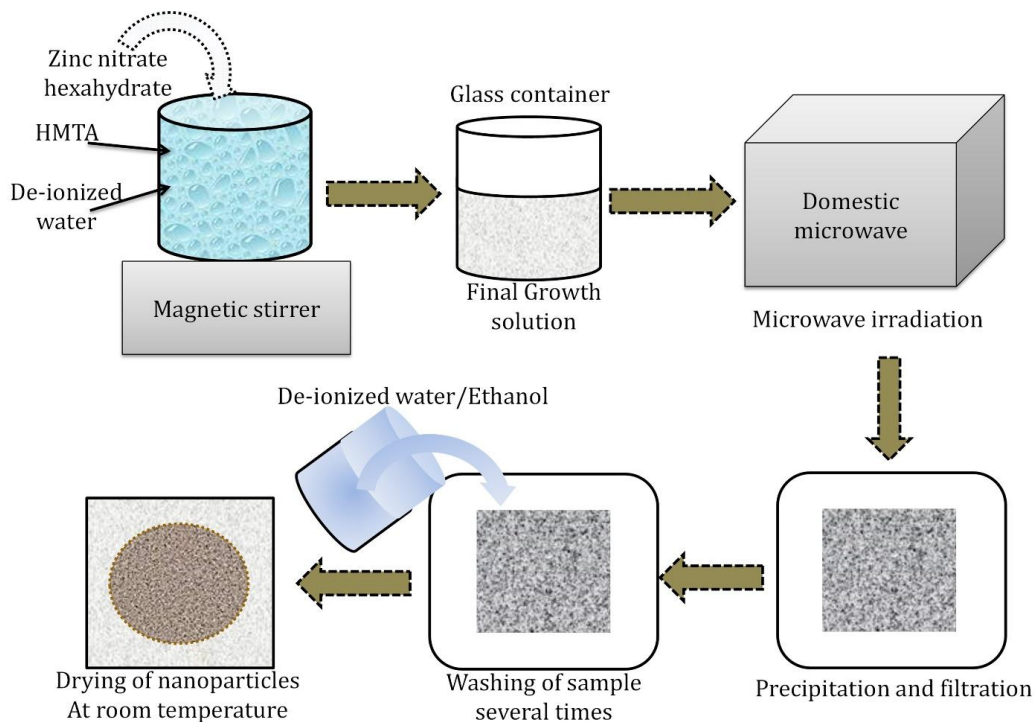 Zinc nitrate
hexahydrate
HMTA
De-ionized
water
Magnetic stirrer
Glass container
Final Growth
solution
Domestic
microwave
Microwave irradiation
De-ionized water/Ethanol
Drying of nanoparticles
At room temperature
Washing of sample
several times
Precipitation and filtration